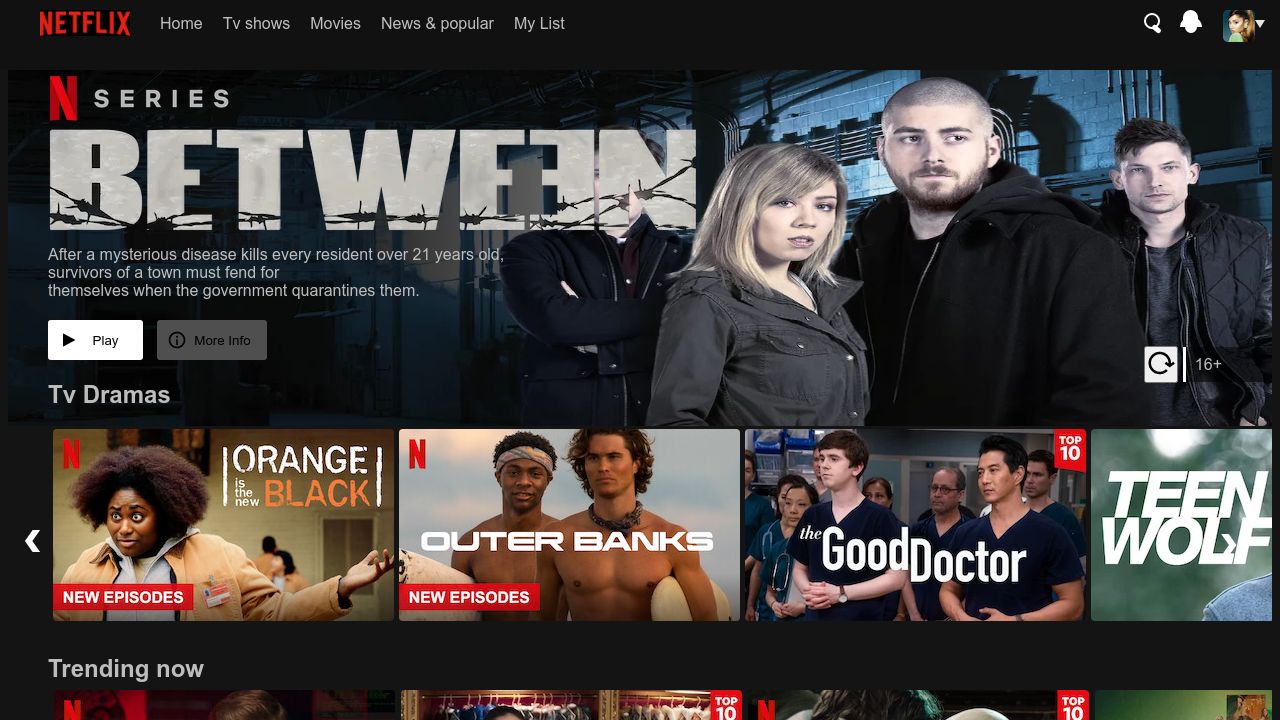 NETFLIX
Home Tv shows Movies News & popular My List
N SERIES
BETWEEN
After a mysterious disease kills every resident over 21 years old,
survivors of a town must fend for
themselves when the government quarantines them.
Play More Info
16+
Tv Dramas
N
ORANGE
is the new
BLACK
NEW EPISODES
N
OUTER BANKS
NEW EPISODES
TOP
10
the Good Doctor
TEEN
WOLF
Trending now
N
TOP
10
N
TOP
10